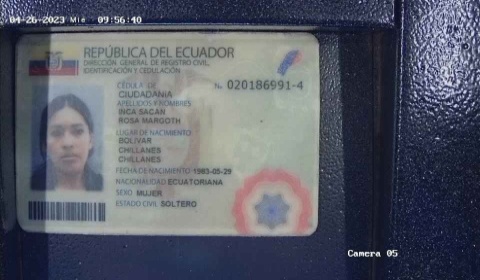 04-26-2023 Mié 09:56:40
REPÚBLICA DEL ECUADOR
DIRECCIÓN GENERAL DE REGISTRO CIVIL,
IDENTIFICACIÓN Y CEDULACIÓN
CÉDULA DE No. 020186991-4
CIUDADANÍA
APELLIDOS Y NOMBRES
INCA SACAN
ROSA MARGOTH
LUGAR DE NACIMIENTO
BOLIVAR
CHILLANES
CHILLANES
FECHA DE NACIMIENTO 1983-05-29
NACIONALIDAD ECUATORIANA
SEXO MUJER
ESTADO CIVIL SOLTERO
Camera 05